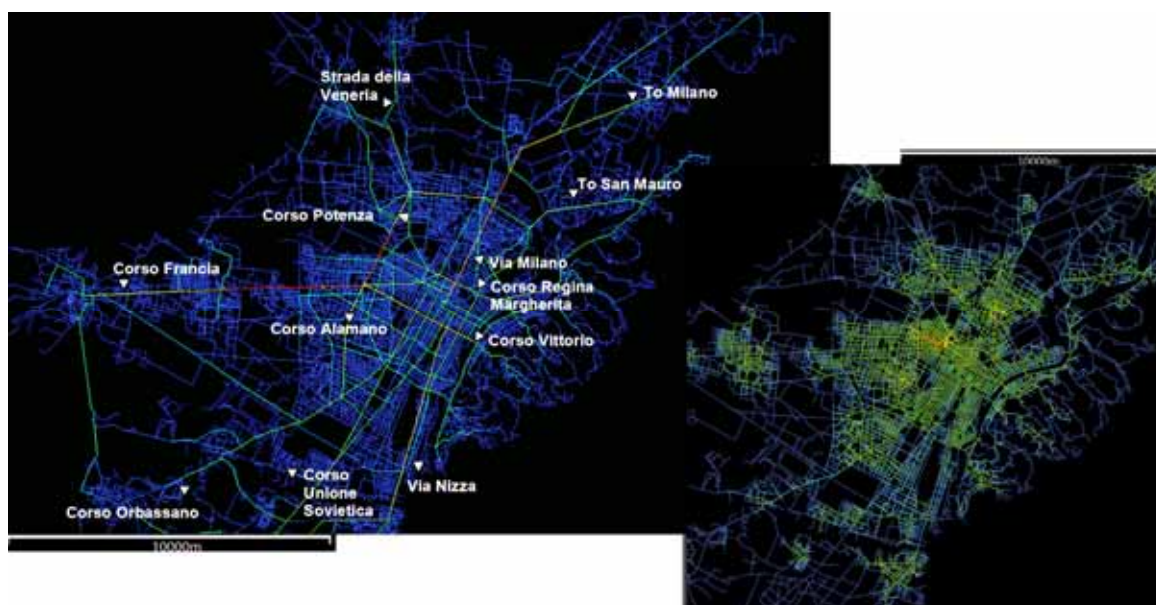 Strada della
Veneria
To Milano
To San Mauro
Corso Potenza
Via Milano
Corso Francia
Corso Regina
Margherita
Corso Alamano
Corso Vittorio
Corso
Unione
Sovietica
Via Nizza
Corso Orbassano
10000m
10000m